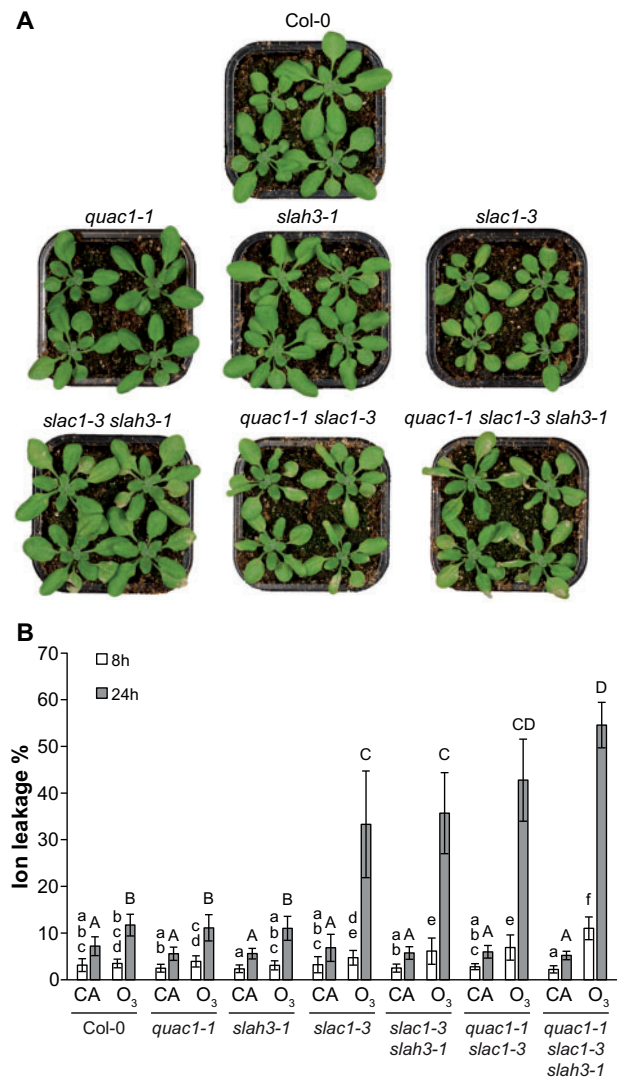 A
Col-0
quac1-1 slah3-1 slac1-3
slac1-3 slah3-1 quac1-1 slac1-3 quac1-1 slac1-3 slah3-1
B
Ion leakage %
70
60
50
40
30
20
10
0
8h
24h
a b c A b c d B
a b A c d B
a b A a b c B
a b c A d e C
a b A e C
a b c A e CD
a A f D
CA O₃ CA O₃ CA O₃ CA O₃ CA O₃ CA O₃ CA O₃
Col-0 quac1-1 slah3-1 slac1-3 slac1-3 quac1-1 quac1-1
slah3-1 slac1-3 slac1-3
slah3-1